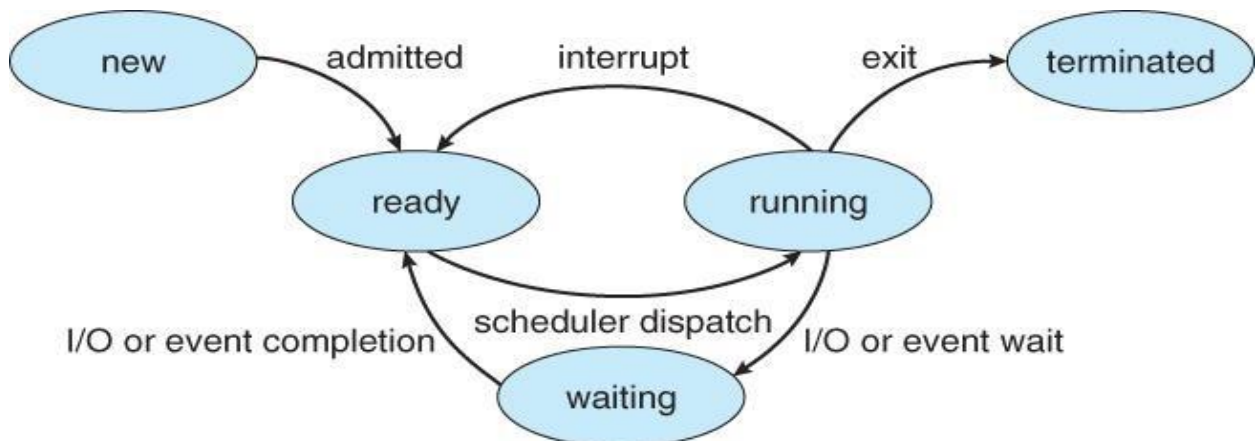 new
admitted
interrupt
exit
terminated
ready
running
I/O or event completion
scheduler dispatch
I/O or event wait
waiting